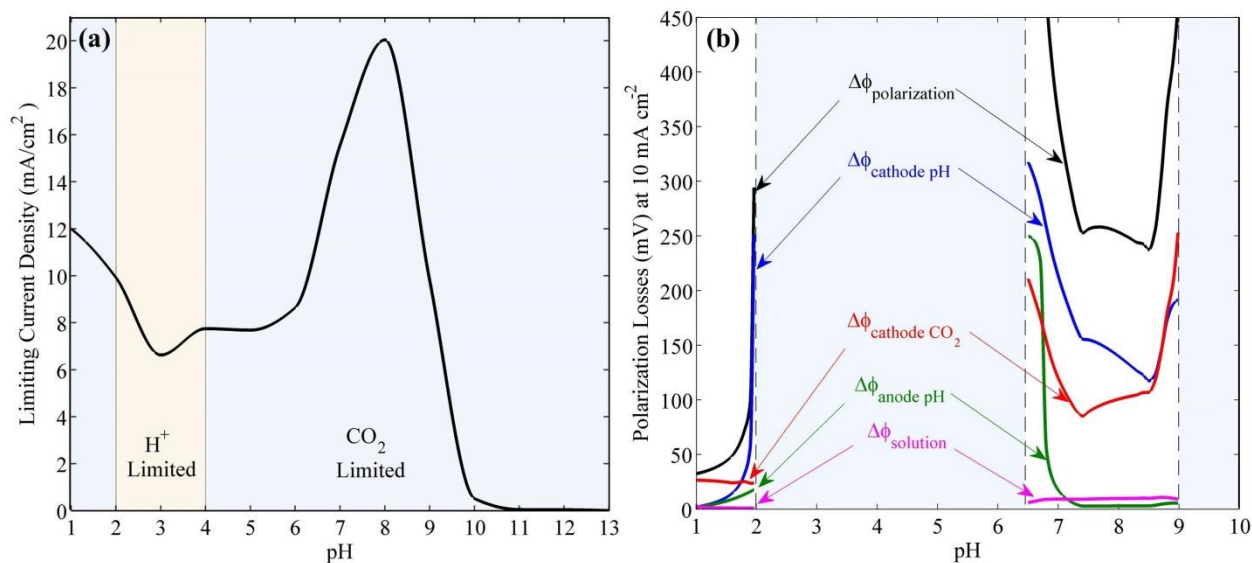 (a)
Limiting Current Density (mA/cm²)
20
18
16
14
12
10
8
6
4
2
0
H⁺
Limited
CO₂
Limited
1 2 3 4 5 6 7 8 9 10 11 12 13
pH
(b)
Polarization Losses (mV) at 10 mA cm⁻²
450
400
350
300
250
200
150
100
50
0
Δϕpolarization
Δϕcathode pH
Δϕcathode CO₂
Δϕanode pH
Δϕsolution
1 2 3 4 5 6 7 8 9 10
pH